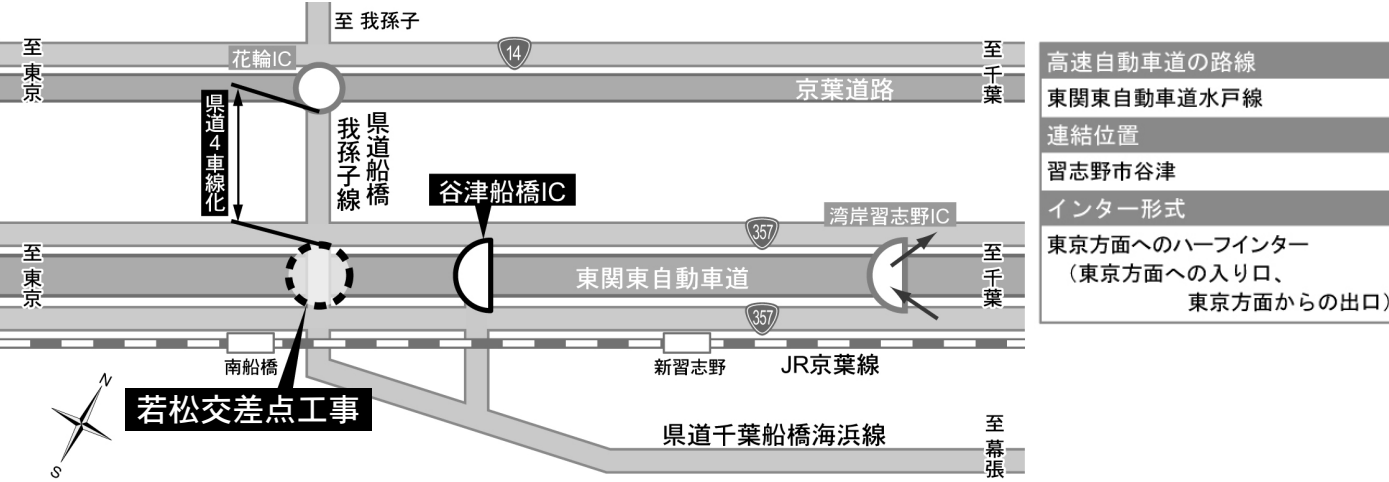 至 我孫子
至東京
花輪IC
14
至千葉
京葉道路
県道4車線化
県道船橋
我孫子線
谷津船橋IC
357
湾岸習志野IC
至東京
東関東自動車道
至千葉
357
南船橋
新習志野
JR京葉線
若松交差点工事
N
S
県道千葉船橋海浜線
至幕張
高速自動車道の路線
東関東自動車道水戸線
連結位置
習志野市谷津
インター形式
東京方面へのハーフインター
(東京方面への入り口、
東京方面からの出口)